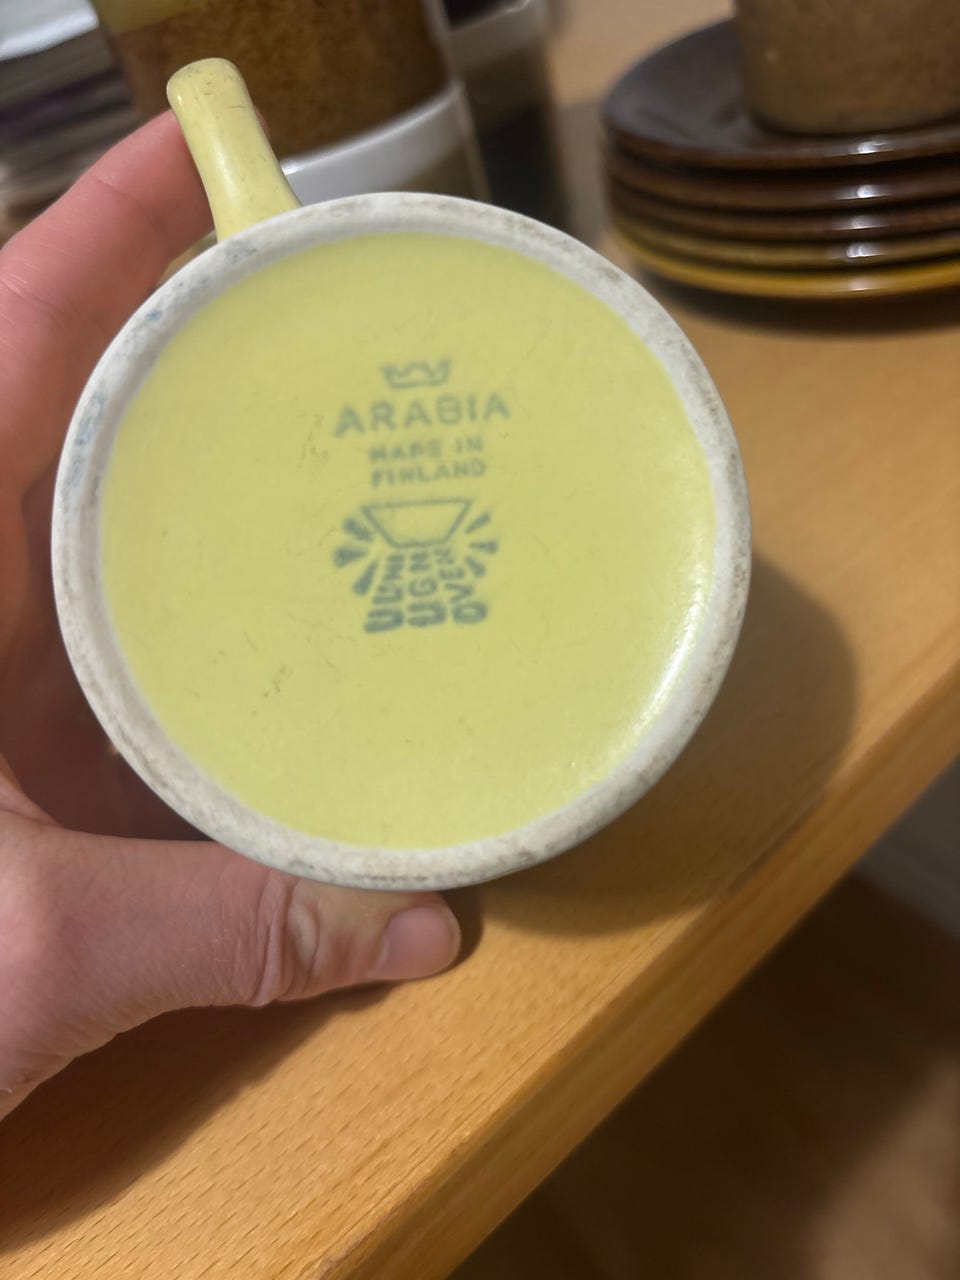 ARABIA
MADE IN
FINLAND
UUNI
UGN
OVEN